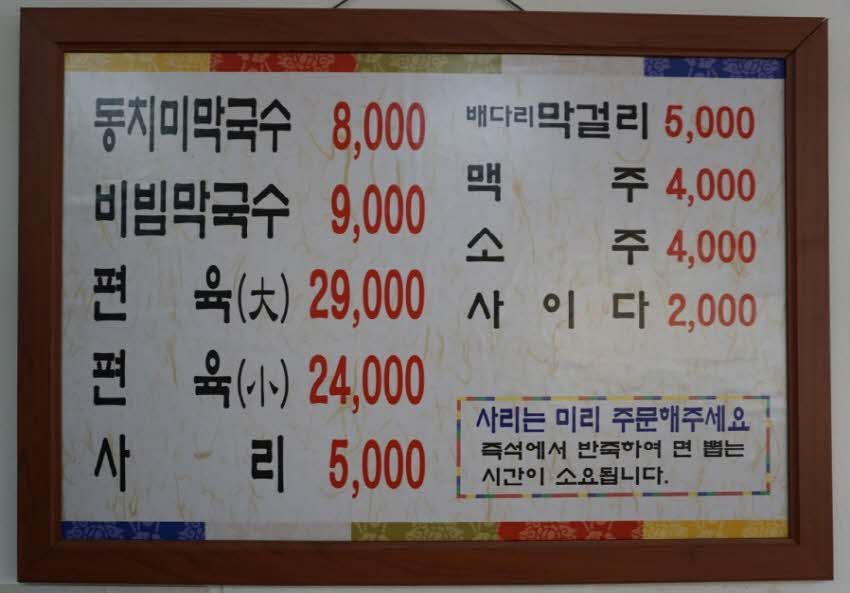 동치미막국수 8,000
비빔막국수 9,000
편 육(大) 29,000
편 육(小) 24,000
사 리 5,000
배다리막걸리 5,000
맥 주 4,000
소 주 4,000
사 이 다 2,000
사리는 미리 주문해주세요
즉석에서 반죽하여 면 뽑는
시간이 소요됩니다.